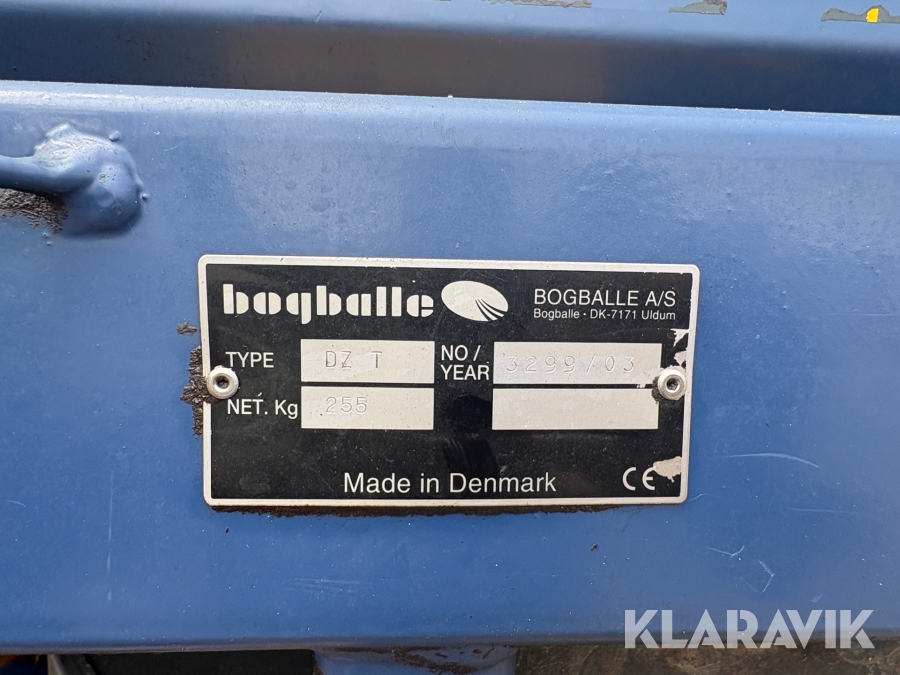 bogballe
BOGBALLE A/S
Bogballe · DK-7171 Uldum
TYPE DZ T NO / YEAR 3299/03
NET. Kg 255
Made in Denmark CE
KLARAVIK